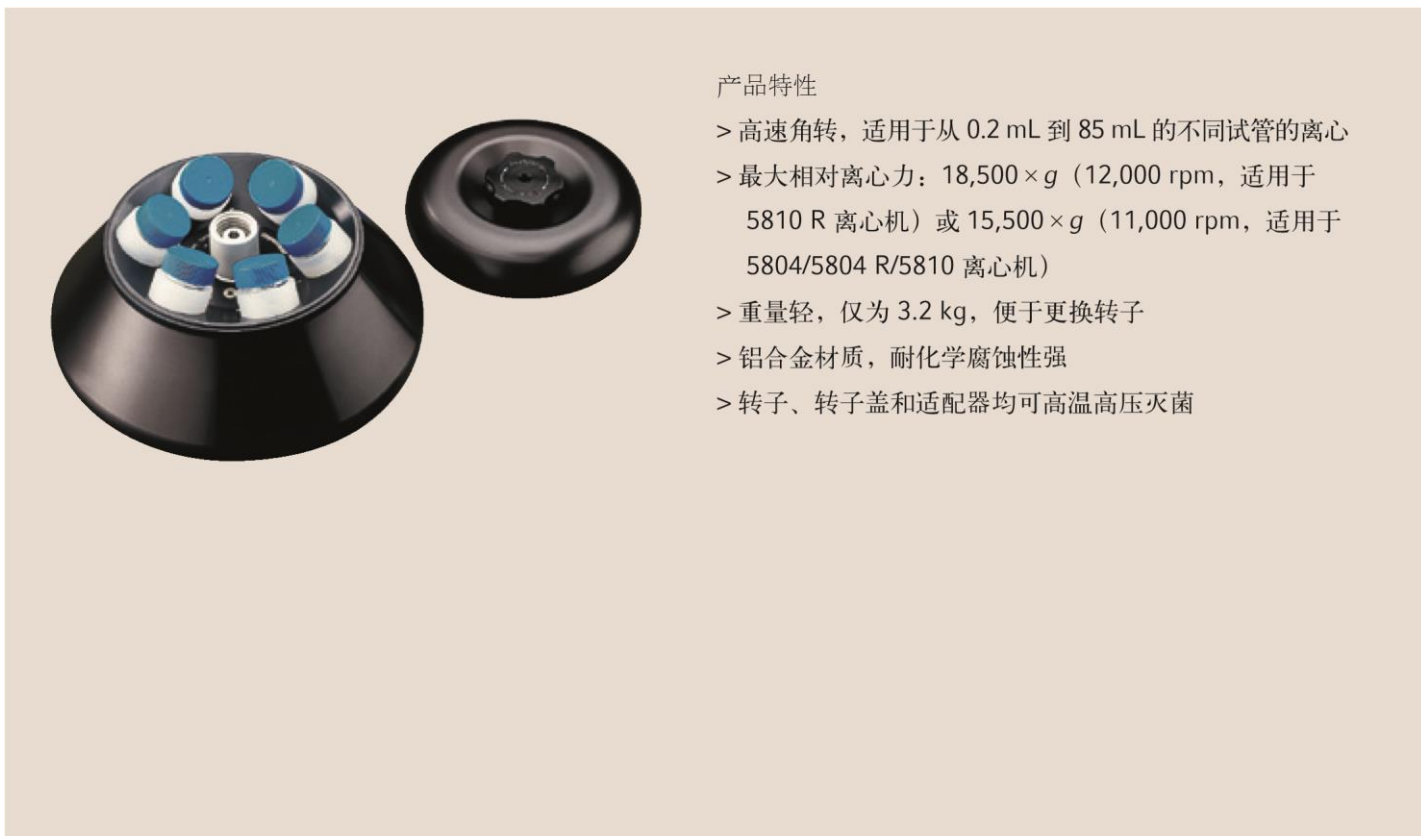 产品特性
> 高速角转，适用于从 0.2 mL 到 85 mL 的不同试管的离心
> 最大相对离心力：18,500 × g（12,000 rpm，适用于
5810 R 离心机）或 15,500 × g（11,000 rpm，适用于
5804/5804 R/5810 离心机）
> 重量轻，仅为 3.2 kg，便于更换转子
> 铝合金材质，耐化学腐蚀性强
> 转子、转子盖和适配器均可高温高压灭菌